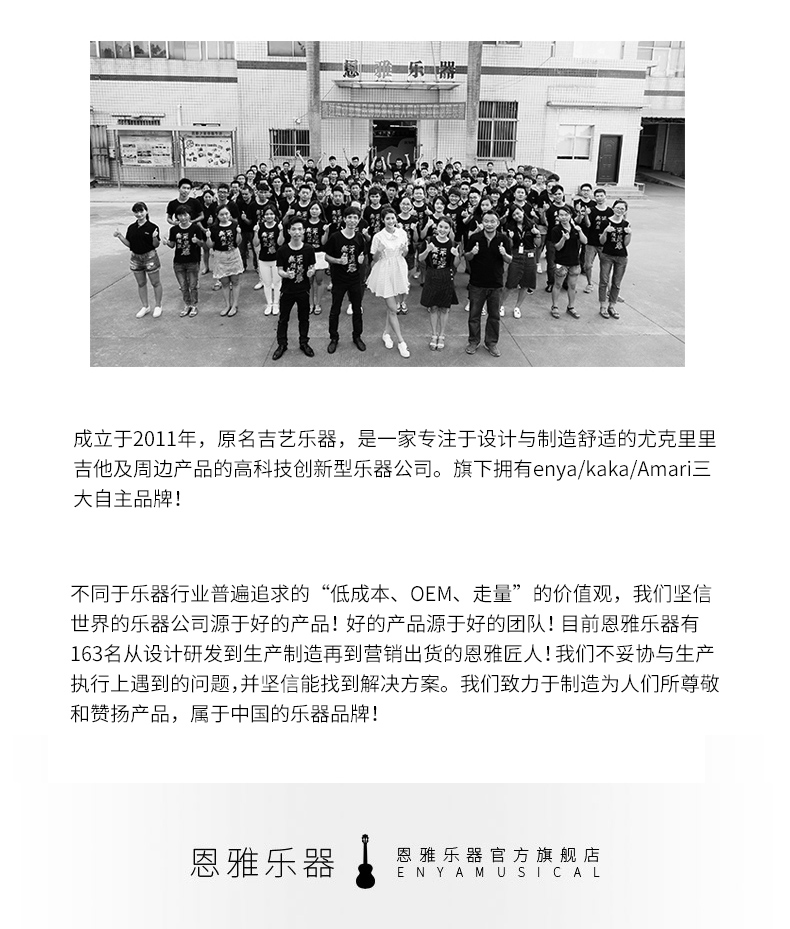 恩雅乐器
成立于2011年，原名吉艺乐器，是一家专注于设计与制造舒适的尤克里里
吉他及周边产品的高科技创新型乐器公司。旗下拥有enya/kaka/Amari三
大自主品牌！
不同于乐器行业普遍追求的“低成本、OEM、走量”的价值观，我们坚信
世界的乐器公司源于好的产品！好的产品源于好的团队！目前恩雅乐器有
163名从设计研发到生产制造再到营销出货的恩雅匠人！我们不妥协与生产
执行上遇到的问题，并坚信能找到解决方案。我们致力于制造为人们所尊敬
和赞扬产品，属于中国的乐器品牌！
恩雅乐器
恩雅乐器官方旗舰店
ENYAMUSICAL